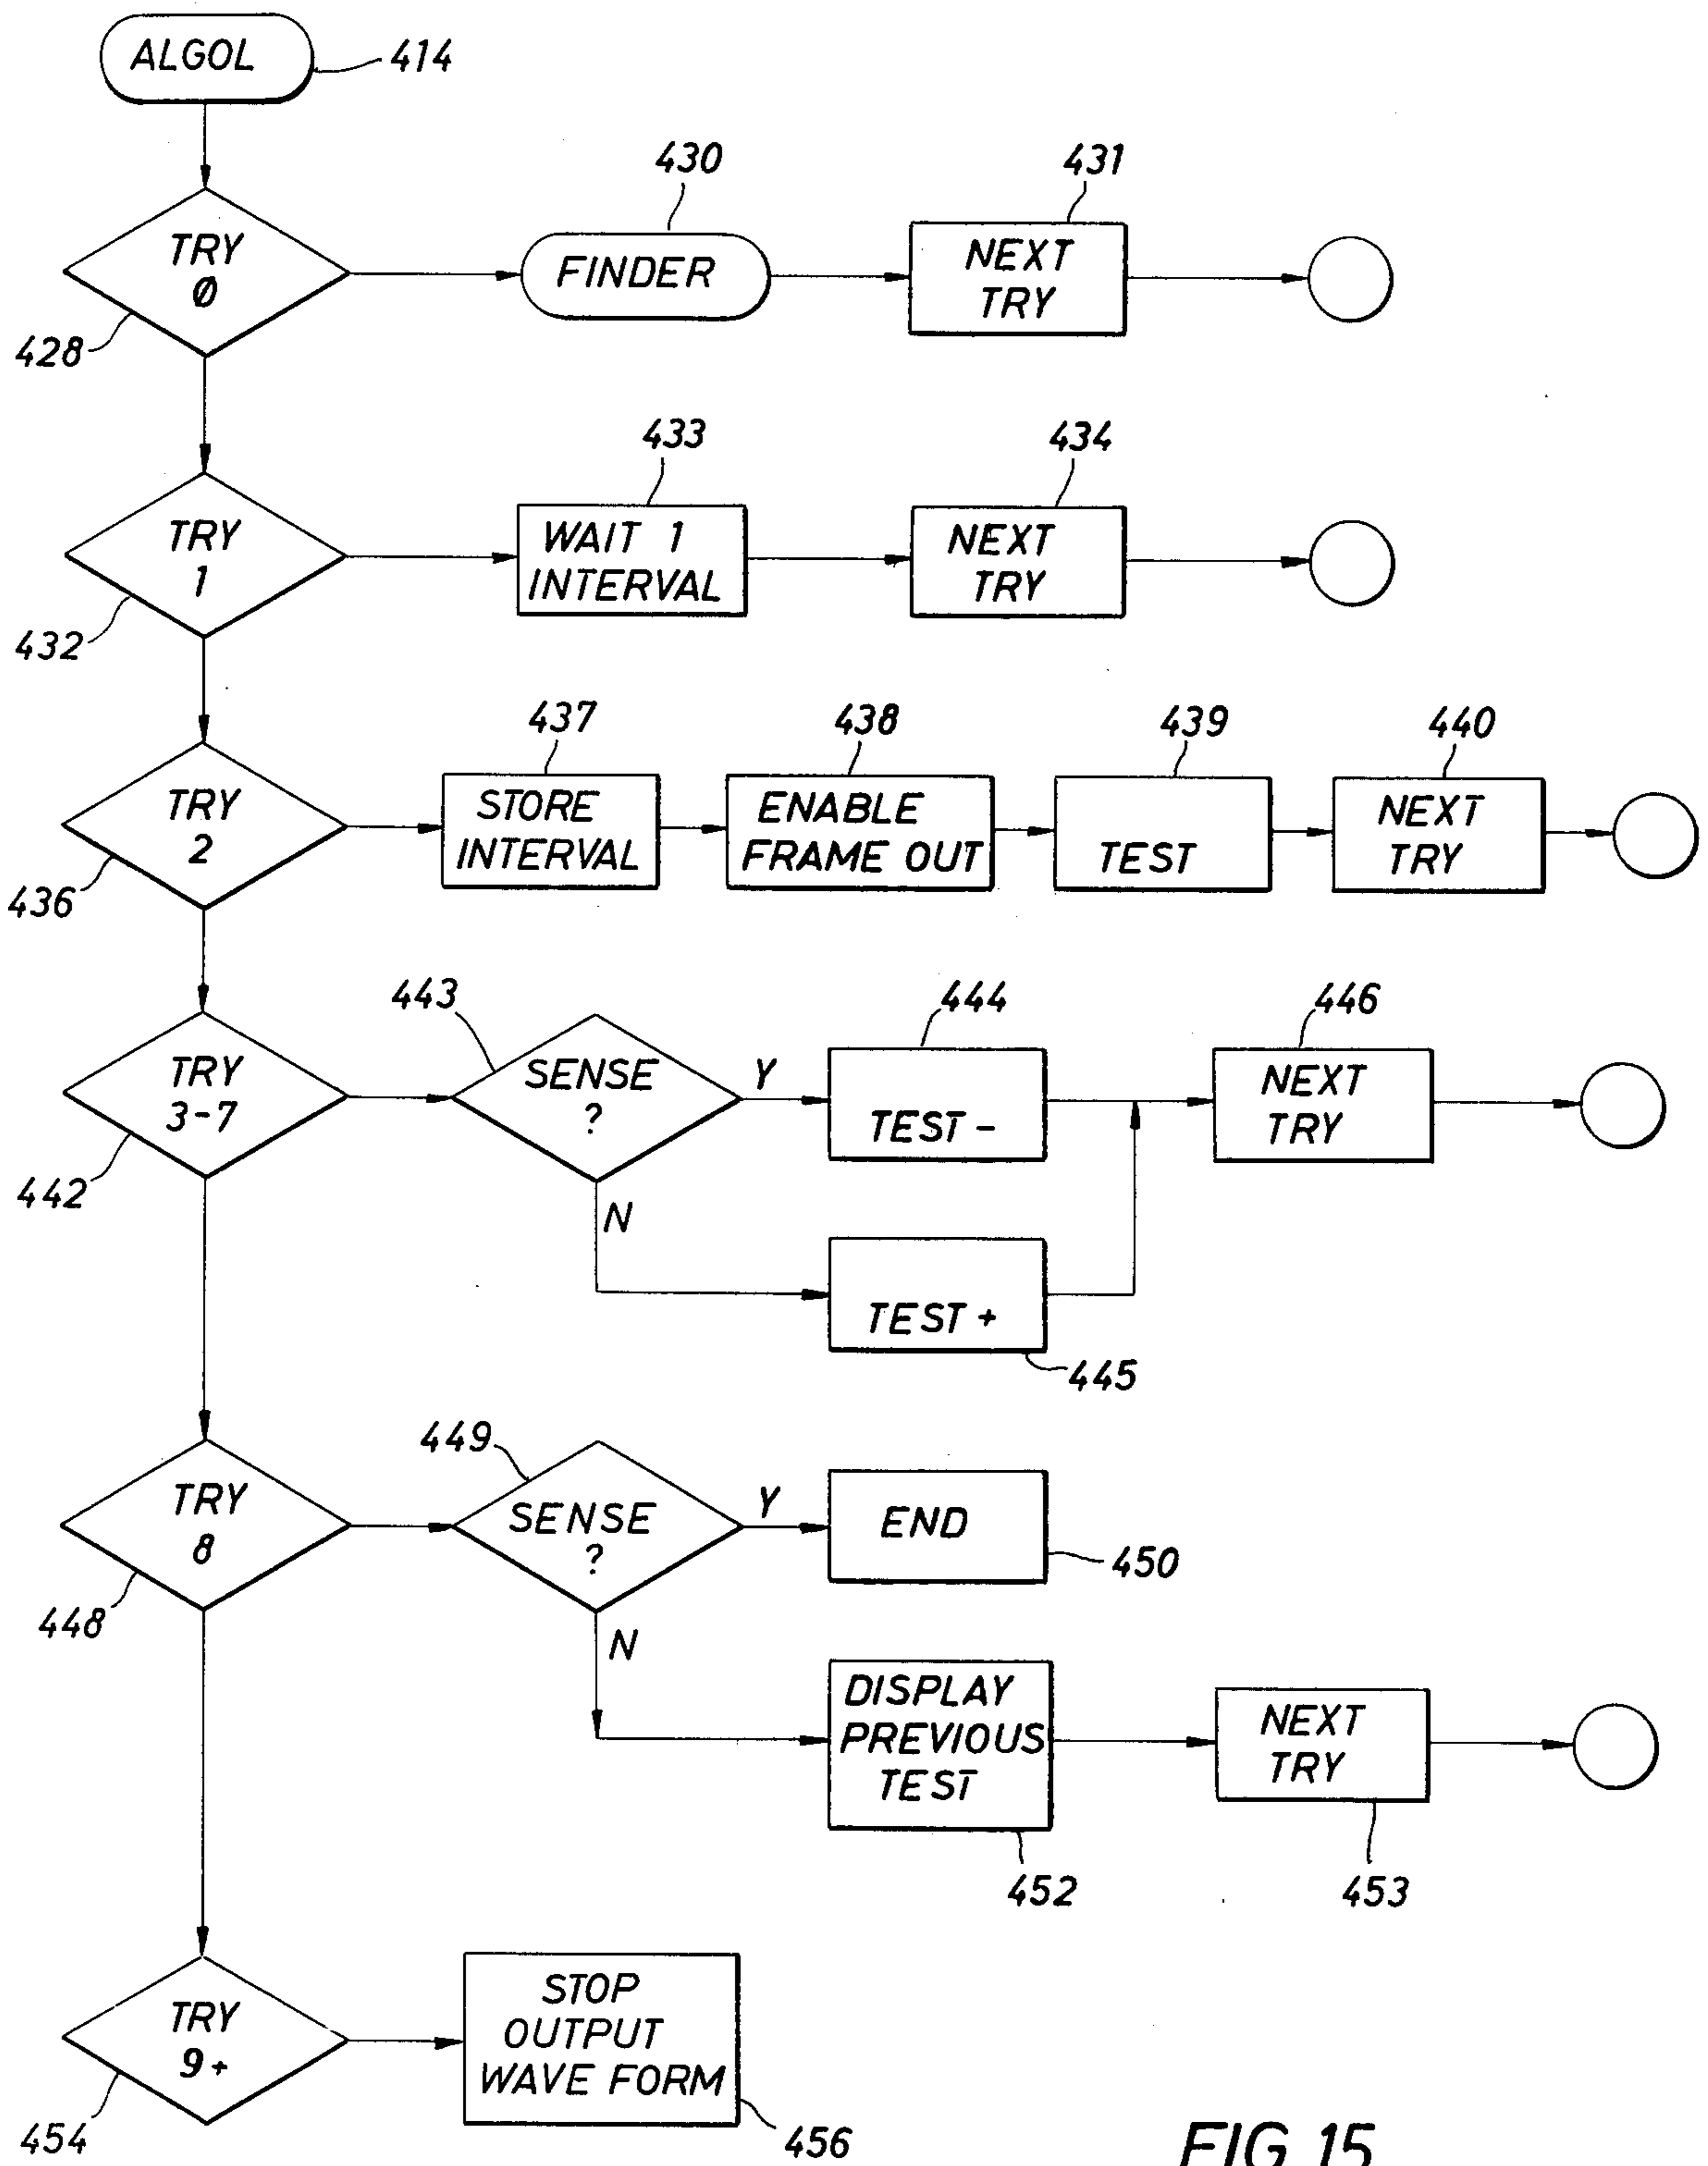 ALGOL
414
430
431
TRY
0
FINDER
NEXT
TRY
428
433
434
TRY
1
WAIT 1
INTERVAL
NEXT
TRY
432
437
438
439
440
TRY
2
STORE
INTERVAL
ENABLE
FRAME OUT
TEST
NEXT
TRY
436
443
444
446
TRY
3-7
SENSE
?
Y
TEST -
NEXT
TRY
442
N
TEST +
445
449
TRY
8
SENSE
?
Y
END
450
448
N
DISPLAY
PREVIOUS
TEST
NEXT
TRY
452
453
TRY
9+
STOP
OUTPUT
WAVE FORM
454
456
FIG 15